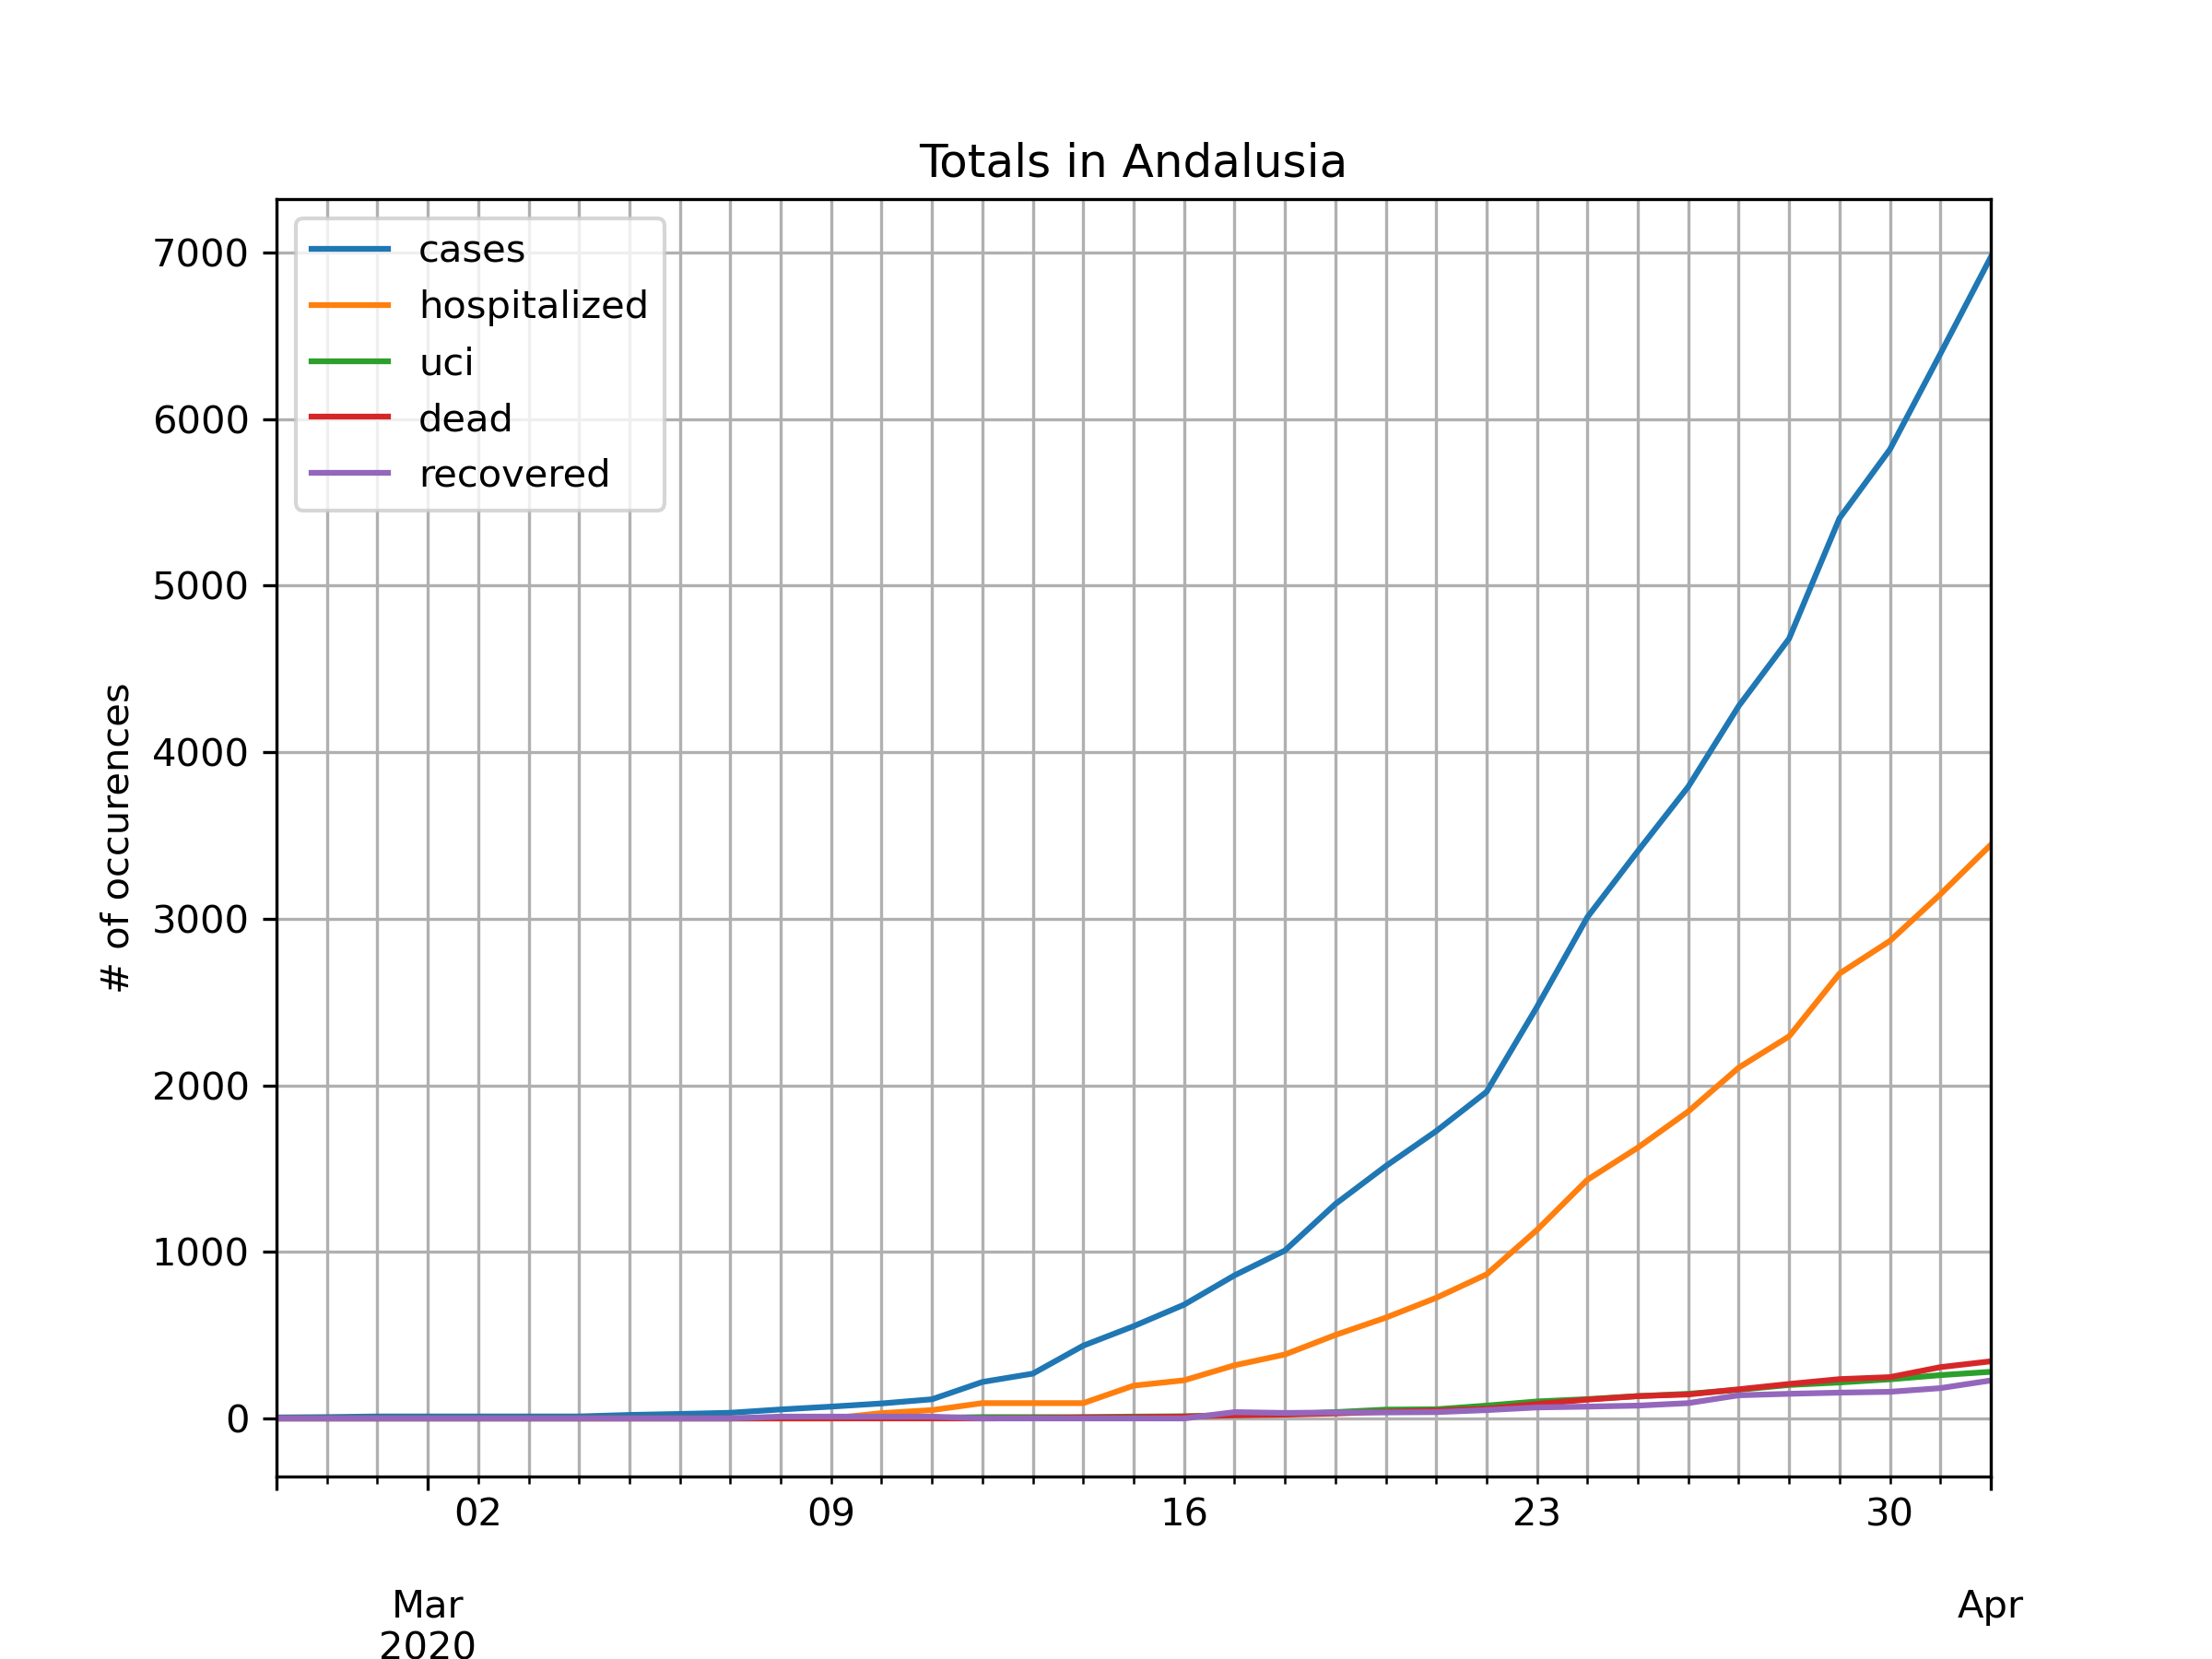 Totals in Andalusia
cases
hospitalized
uci
dead
recovered
# of occurences
7000
6000
5000
4000
3000
2000
1000
0
02
09
16
23
30
Mar
2020
Apr